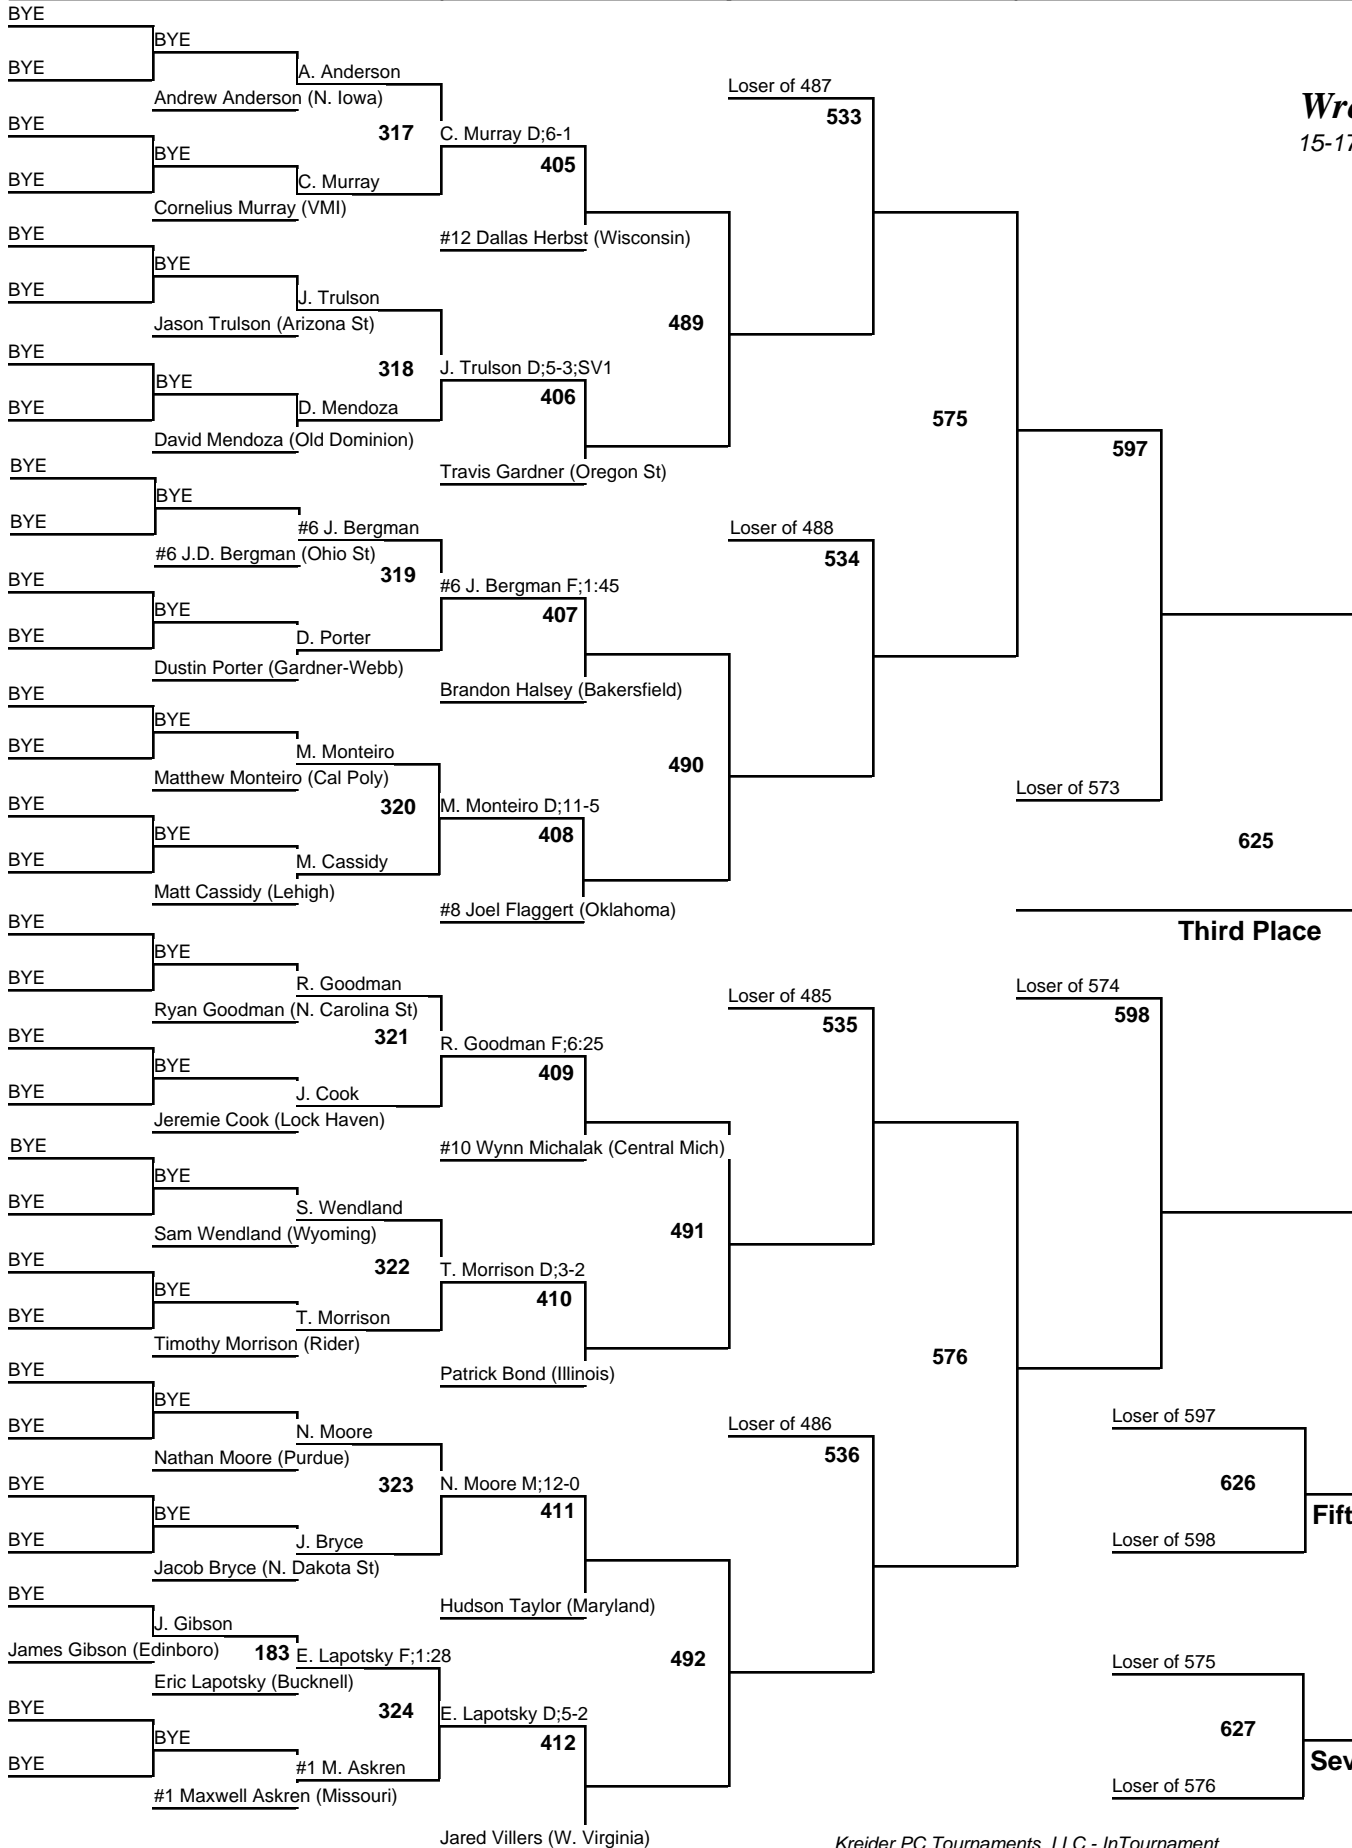 BYE
BYE
BYE
A. Anderson
Loser of 487
Andrew Anderson (N. Iowa)
533
BYE
317
C. Murray D;6-1
15-17
BYE
405
BYE
C. Murray
Cornelius Murray (VMI)
BYE
#12 Dallas Herbst (Wisconsin)
BYE
BYE
J. Trulson
Jason Trulson (Arizona St)
489
BYE
318
J. Trulson D;5-3;SV1
BYE
406
BYE
D. Mendoza
575
David Mendoza (Old Dominion)
597
BYE
Travis Gardner (Oregon St)
BYE
BYE
#6 J. Bergman
Loser of 488
#6 J.D. Bergman (Ohio St)
534
BYE
319
#6 J. Bergman F;1:45
BYE
407
BYE
D. Porter
Dustin Porter (Gardner-Webb)
BYE
Brandon Halsey (Bakersfield)
BYE
BYE
M. Monteiro
490
Matthew Monteiro (Cal Poly)
Loser of 573
BYE
320
M. Monteiro D;11-5
BYE
408
625
BYE
M. Cassidy
Matt Cassidy (Lehigh)
#8 Joel Flaggert (Oklahoma)
BYE
Third Place
BYE
BYE
R. Goodman
Loser of 574
Loser of 485
Ryan Goodman (N. Carolina St)
598
535
BYE
321
R. Goodman F;6:25
BYE
409
BYE
J. Cook
Jeremie Cook (Lock Haven)
BYE
#10 Wynn Michalak (Central Mich)
BYE
BYE
S. Wendland
Sam Wendland (Wyoming)
491
BYE
322
T. Morrison D;3-2
BYE
410
BYE
T. Morrison
Timothy Morrison (Rider)
576
BYE
Patrick Bond (Illinois)
BYE
Loser of 597
BYE
N. Moore
Loser of 486
Nathan Moore (Purdue)
536
BYE
323
N. Moore M;12-0
626
BYE
411
BYE
J. Bryce
Loser of 598
Jacob Bryce (N. Dakota St)
BYE
Hudson Taylor (Maryland)
J. Gibson
James Gibson (Edinboro)
183
E. Lapotsky F;1:28
492
Loser of 575
Eric Lapotsky (Bucknell)
BYE
324
E. Lapotsky D;5-2
627
BYE
412
BYE
#1 M. Askren
Loser of 576
#1 Maxwell Askren (Missouri)
Jared Villers (W. Virginia)
Kreider PC Tournaments, LLC - InTournament